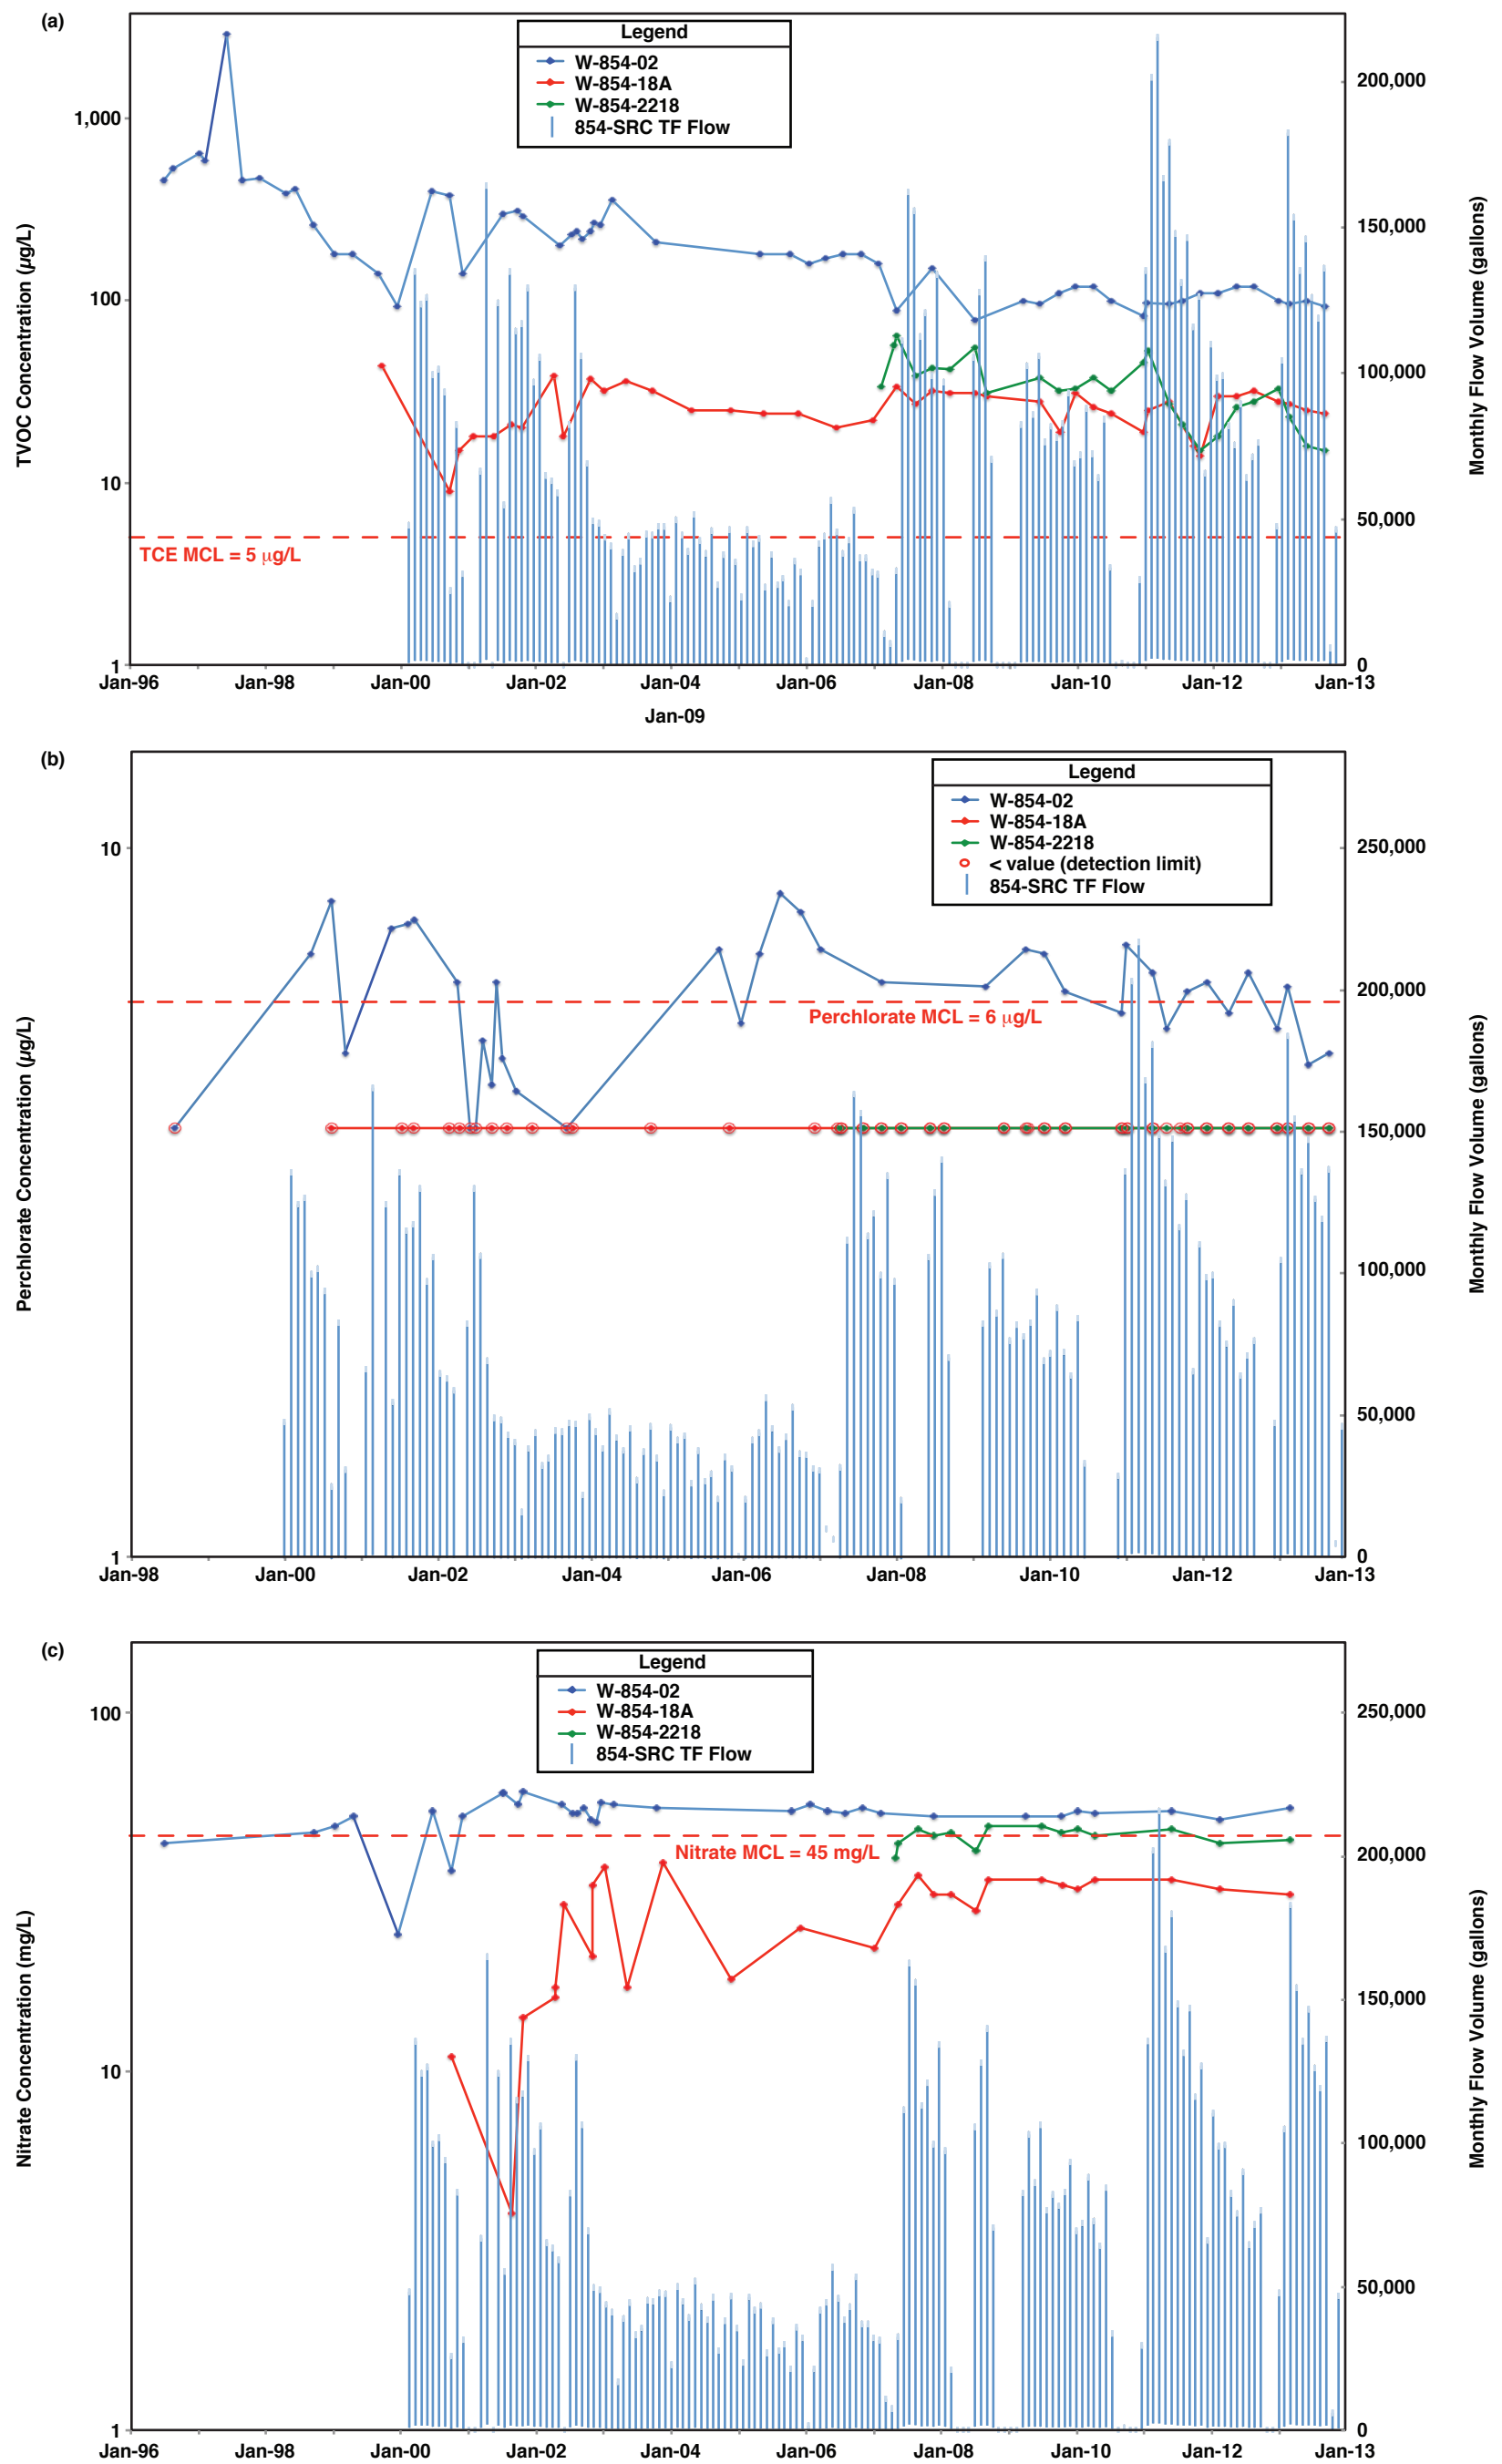 (a)
Legend
W-854-02
W-854-18A
W-854-2218
854-SRC TF Flow
TVOC Concentration (µg/L)
1,000
100
10
1
TCE MCL = 5 µg/L
Monthly Flow Volume (gallons)
200,000
150,000
100,000
50,000
0
Jan-96 Jan-98 Jan-00 Jan-02 Jan-04 Jan-06 Jan-08 Jan-10 Jan-12 Jan-13
Jan-09
(b)
Legend
W-854-02
W-854-18A
W-854-2218
< value (detection limit)
854-SRC TF Flow
Perchlorate Concentration (µg/L)
10
1
Perchlorate MCL = 6 µg/L
Monthly Flow Volume (gallons)
250,000
200,000
150,000
100,000
50,000
0
Jan-98 Jan-00 Jan-02 Jan-04 Jan-06 Jan-08 Jan-10 Jan-12 Jan-13
(c)
Legend
W-854-02
W-854-18A
W-854-2218
854-SRC TF Flow
Nitrate Concentration (mg/L)
100
10
1
Nitrate MCL = 45 mg/L
Monthly Flow Volume (gallons)
250,000
200,000
150,000
100,000
50,000
0
Jan-96 Jan-98 Jan-00 Jan-02 Jan-04 Jan-06 Jan-08 Jan-10 Jan-12 Jan-13